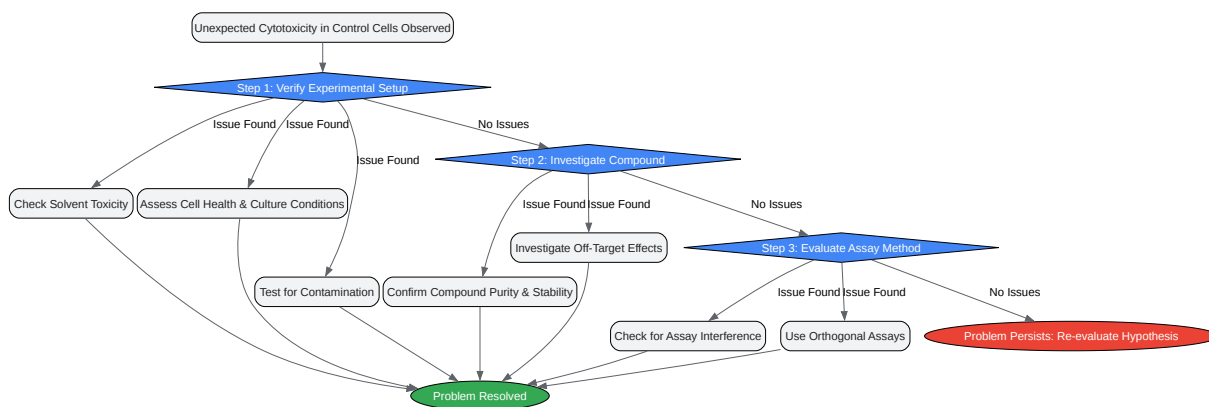 Unexpected Cytotoxicity in Control Cells Observed
Step 1: Verify Experimental Setup
Issue Found
Issue Found
No Issues
Issue Found
Step 2: Investigate Compound
Check Solvent Toxicity
Assess Cell Health & Culture Conditions
Issue Found
Issue Found
No Issues
Investigate Off-Target Effects
Step 3: Evaluate Assay Method
Test for Contamination
Confirm Compound Purity & Stability
Issue Found
Issue Found
No Issues
Check for Assay Interference
Use Orthogonal Assays
Problem Persists: Re-evaluate Hypothesis
Problem Resolved